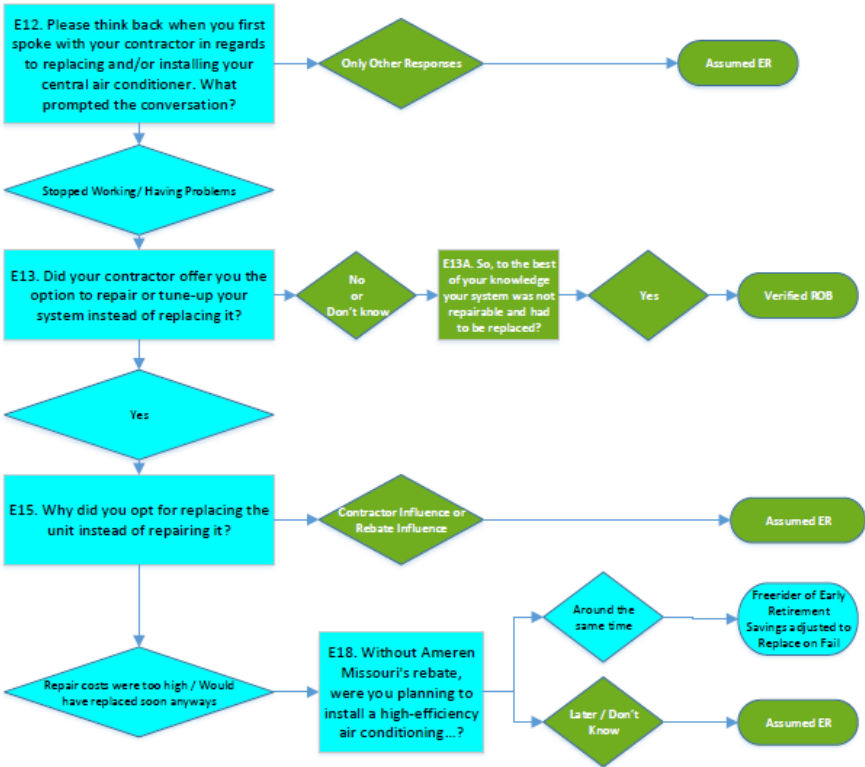 E12. Please think back when you first
spoke with your contractor in regards
to replacing and/or installing your
central air conditioner. What
prompted the conversation?
Only Other Responses
Assumed ER
Stopped Working/ Having Problems
E13. Did your contractor offer you the
option to repair or tune-up your
system instead of replacing it?
No
or
Don't know
E13A. So, to the best
of your knowledge
your system was not
repairable and had
to be replaced?
Yes
Verified ROB
Yes
E15. Why did you opt for replacing the
unit instead of repairing it?
Contractor Influence or
Rebate Influence
Assumed ER
Repair costs were too high / Would
have replaced soon anyways
E18. Without Ameren
Missouri's rebate,
were you planning to
install a high-efficiency
air conditioning...?
Around the
same time
Freerider of Early
Retirement
Savings adjusted to
Replace on Fail
Later / Don't
Know
Assumed ER